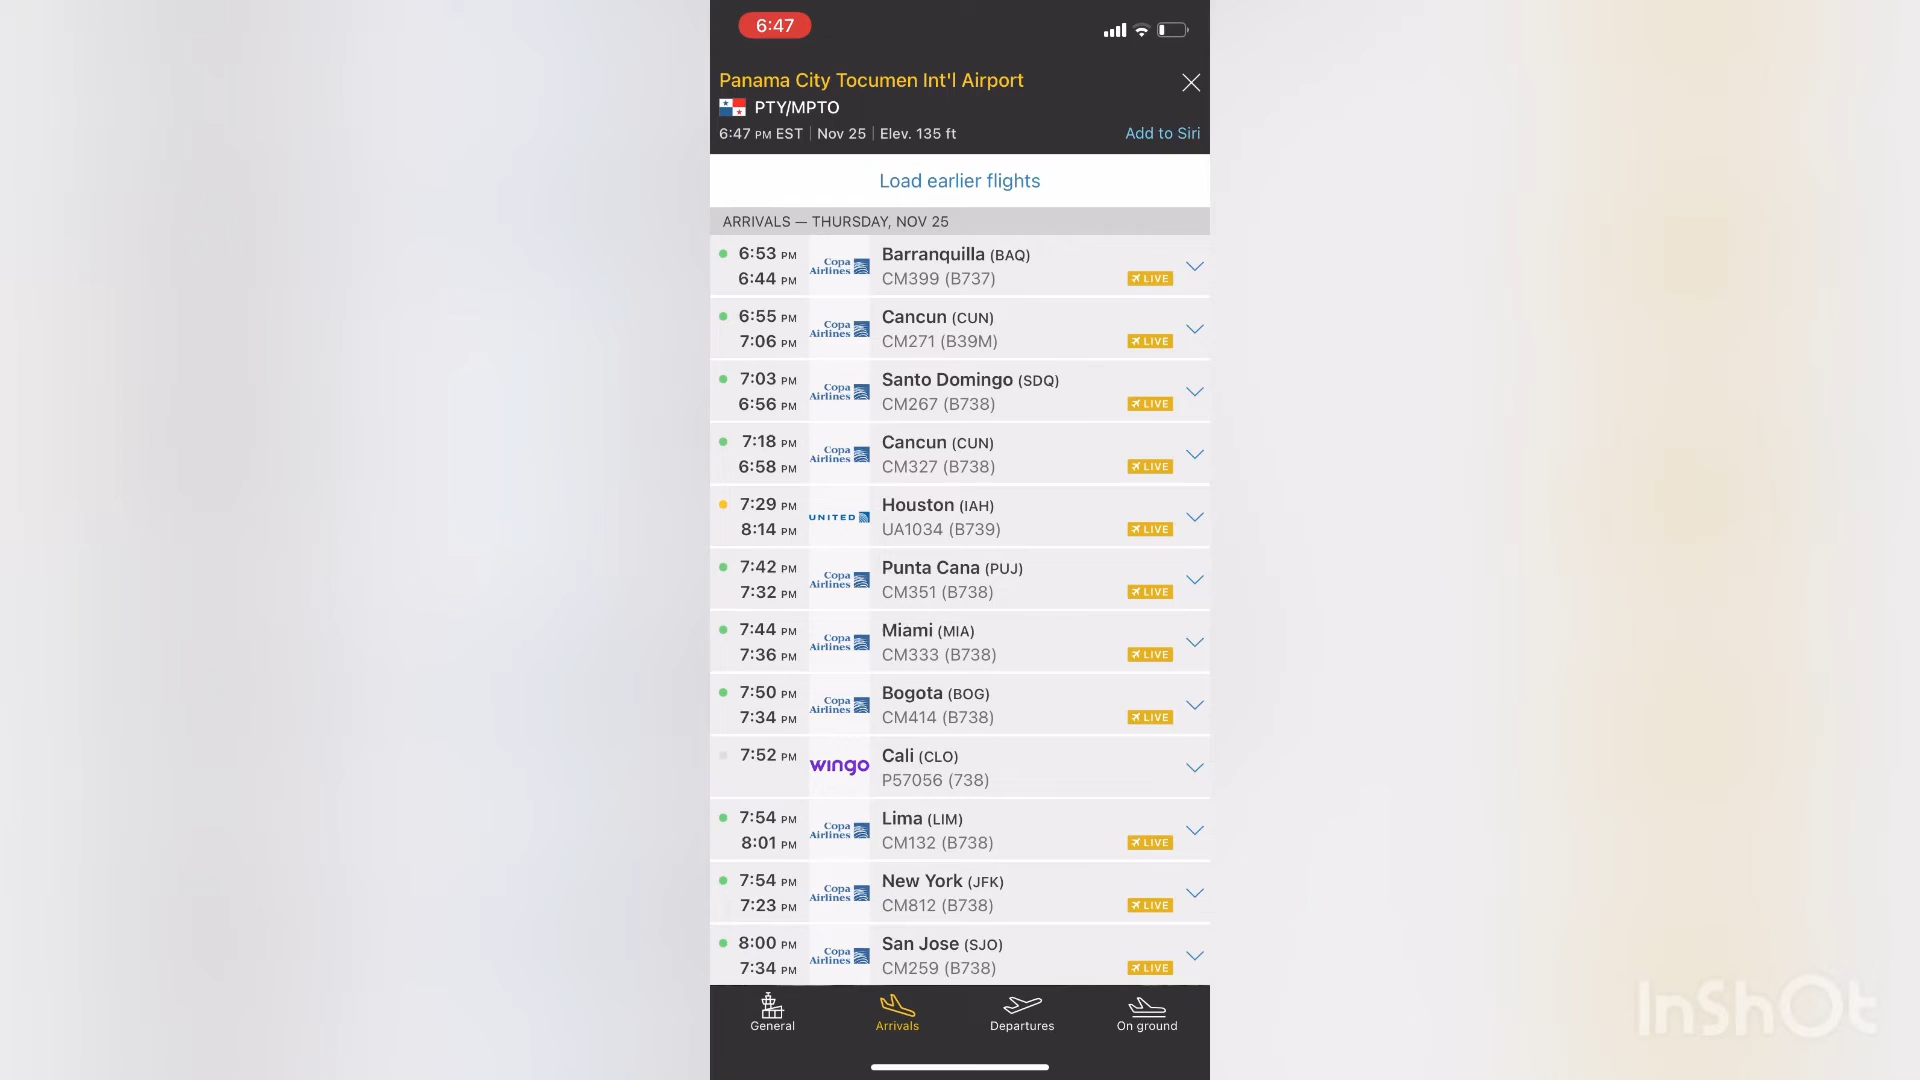 6:47
Panama City Tocumen Int'l Airport
PTY/MPTO
6:47 PM EST | Nov 25 | Elev. 135 ft
Add to Siri
Load earlier flights
ARRIVALS — THURSDAY, NOV 25
6:53 PM Copa Airlines Barranquilla (BAQ)
6:44 PM CM399 (B737) LIVE
6:55 PM Copa Airlines Cancun (CUN)
7:06 PM CM271 (B39M) LIVE
7:03 PM Copa Airlines Santo Domingo (SDQ)
6:56 PM CM267 (B738) LIVE
7:18 PM Copa Airlines Cancun (CUN)
6:58 PM CM327 (B738) LIVE
7:29 PM UNITED Houston (IAH)
8:14 PM UA1034 (B739) LIVE
7:42 PM Copa Airlines Punta Cana (PUJ)
7:32 PM CM351 (B738) LIVE
7:44 PM Copa Airlines Miami (MIA)
7:36 PM CM333 (B738) LIVE
7:50 PM Copa Airlines Bogota (BOG)
7:34 PM CM414 (B738) LIVE
7:52 PM wingo Cali (CLO)
P57056 (738)
7:54 PM Copa Airlines Lima (LIM)
8:01 PM CM132 (B738) LIVE
7:54 PM Copa Airlines New York (JFK)
7:23 PM CM812 (B738) LIVE
8:00 PM Copa Airlines San Jose (SJO)
7:34 PM CM259 (B738) LIVE
General Arrivals Departures On ground
InShOt